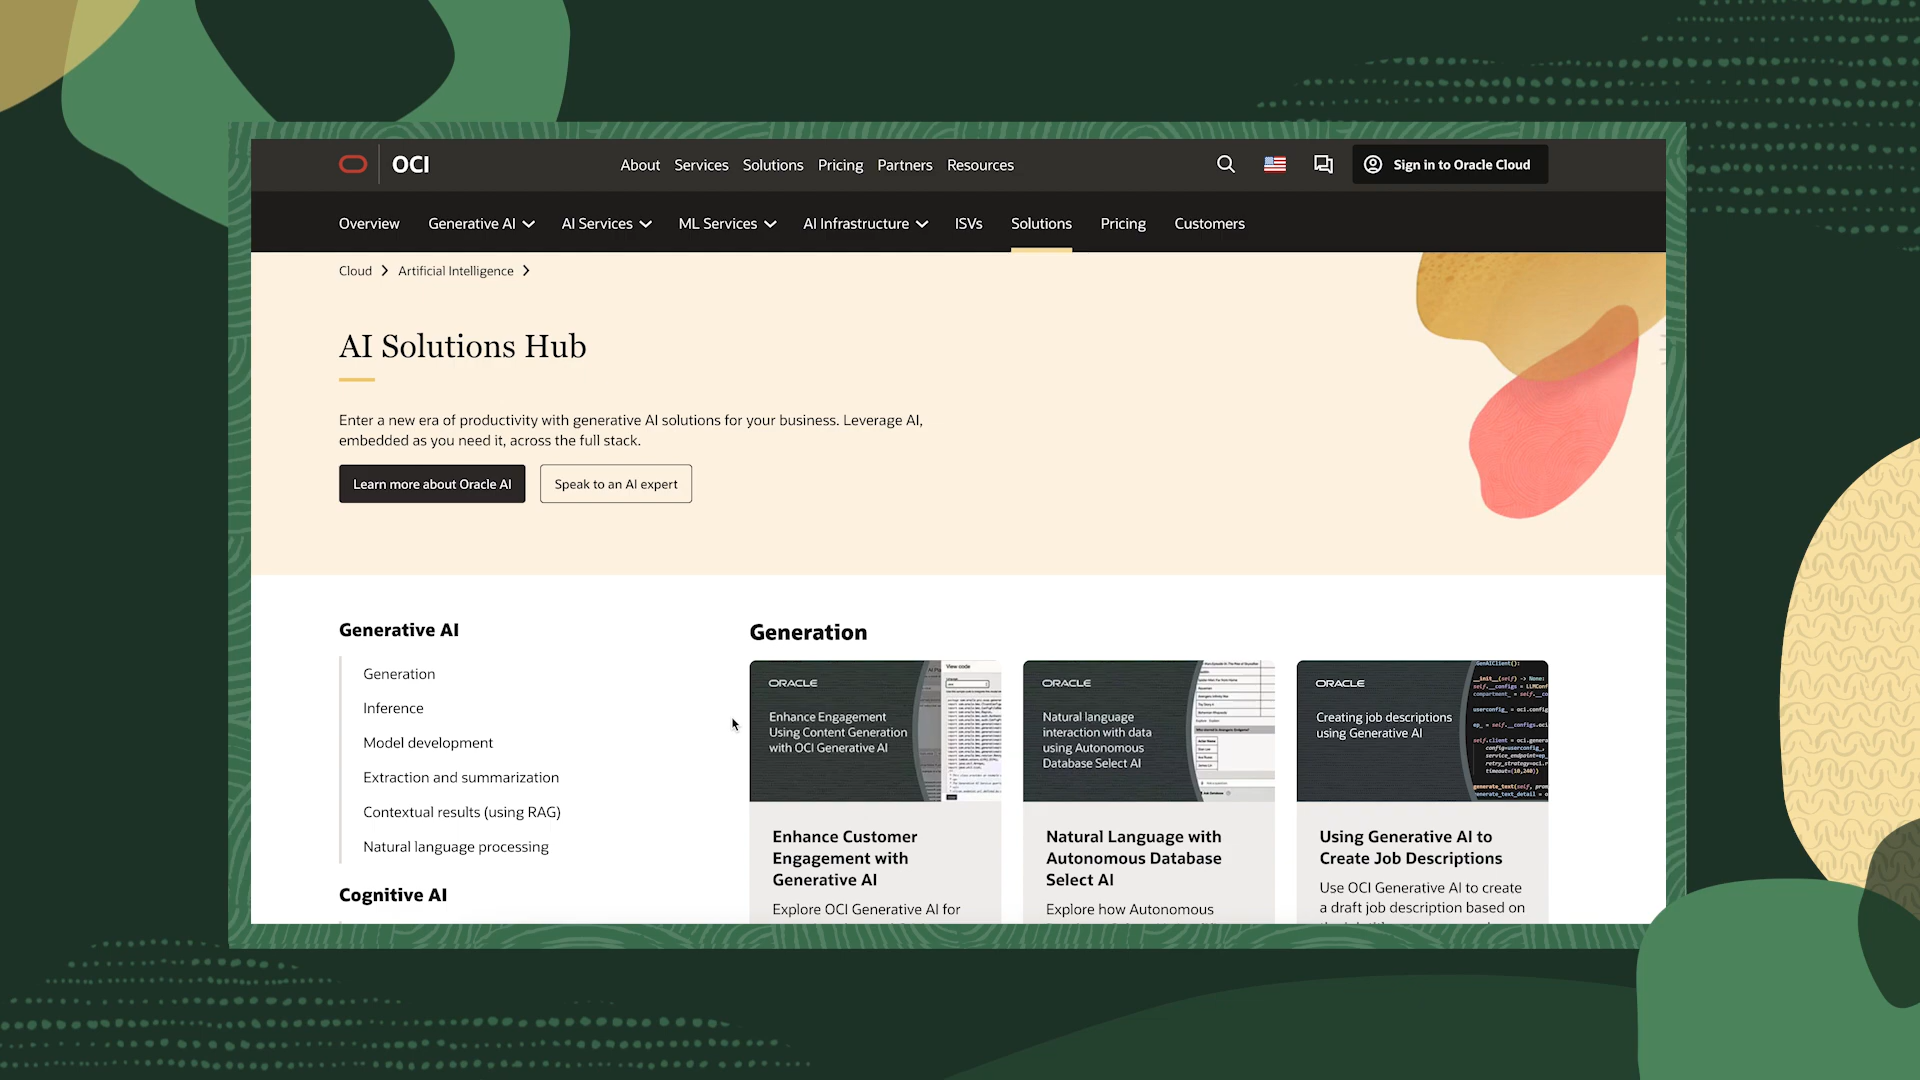 OCI
About Services Solutions Pricing Partners Resources
Sign in to Oracle Cloud
Overview Generative AI AI Services ML Services AI Infrastructure ISVs Solutions Pricing Customers
Cloud Artificial Intelligence
AI Solutions Hub
Enter a new era of productivity with generative AI solutions for your business. Leverage AI,
embedded as you need it, across the full stack.
Learn more about Oracle AI Speak to an AI expert
Generative AI
Generation
Inference
Model development
Extraction and summarization
Contextual results (using RAG)
Natural language processing
Cognitive AI
Generation
ORACLE
Enhance Engagement
Using Content Generation
with OCI Generative AI
View code
Enhance Customer
Engagement with
Generative AI
Explore OCI Generative AI for
ORACLE
Natural language
interaction with data
using Autonomous
Database Select AI
Natural Language with
Autonomous Database
Select AI
Explore how Autonomous
ORACLE
Creating job descriptions
using Generative AI
Using Generative AI to
Create Job Descriptions
Use OCI Generative AI to create
a draft job description based on